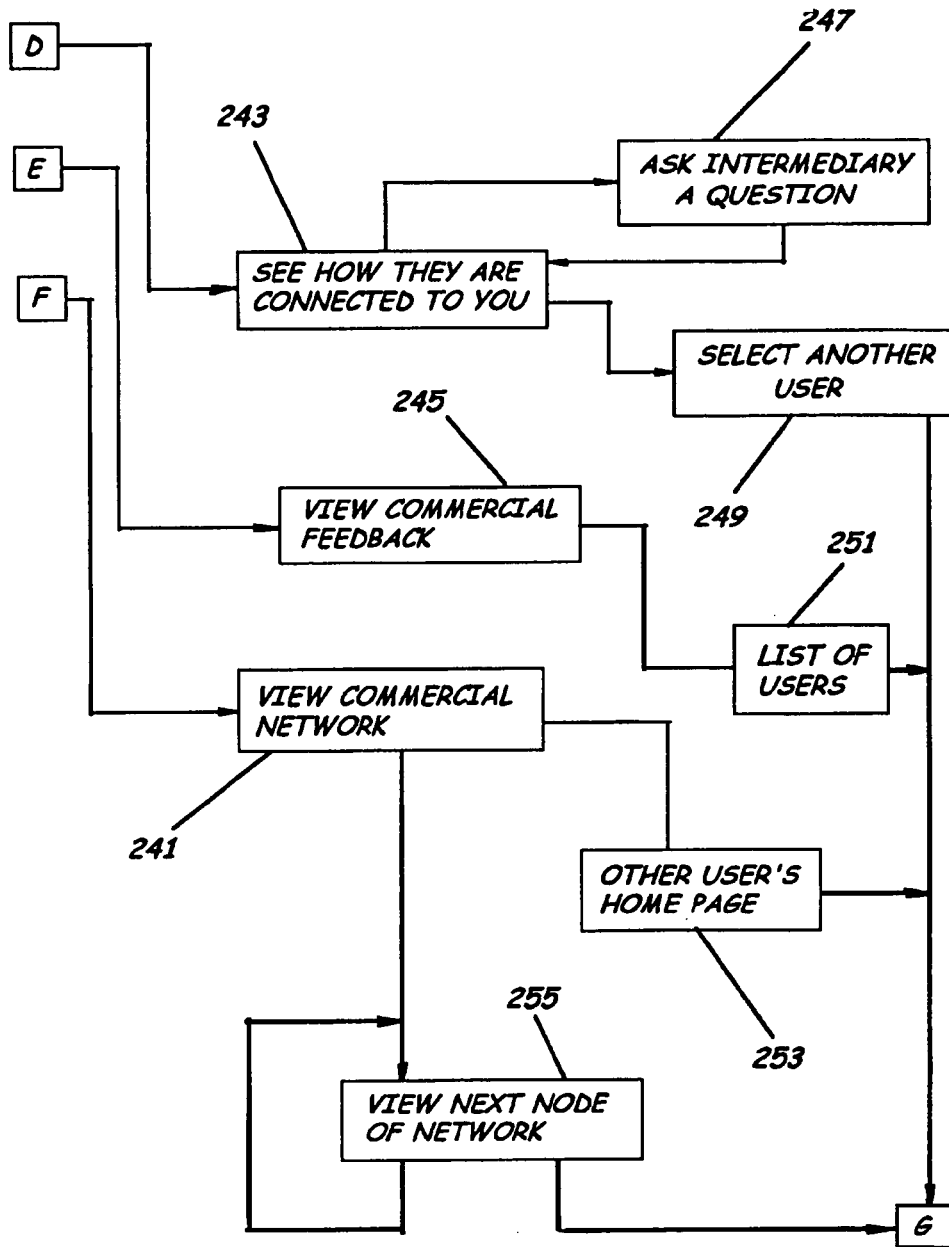 247
D
243
ASK INTERMEDIARY
A QUESTION
E
SEE HOW THEY ARE
CONNECTED TO YOU
F
SELECT ANOTHER
USER
245
249
VIEW COMMERCIAL
FEEDBACK
251
LIST OF
USERS
VIEW COMMERCIAL
NETWORK
241
OTHER USER'S
HOME PAGE
255
253
VIEW NEXT NODE
OF NETWORK
G